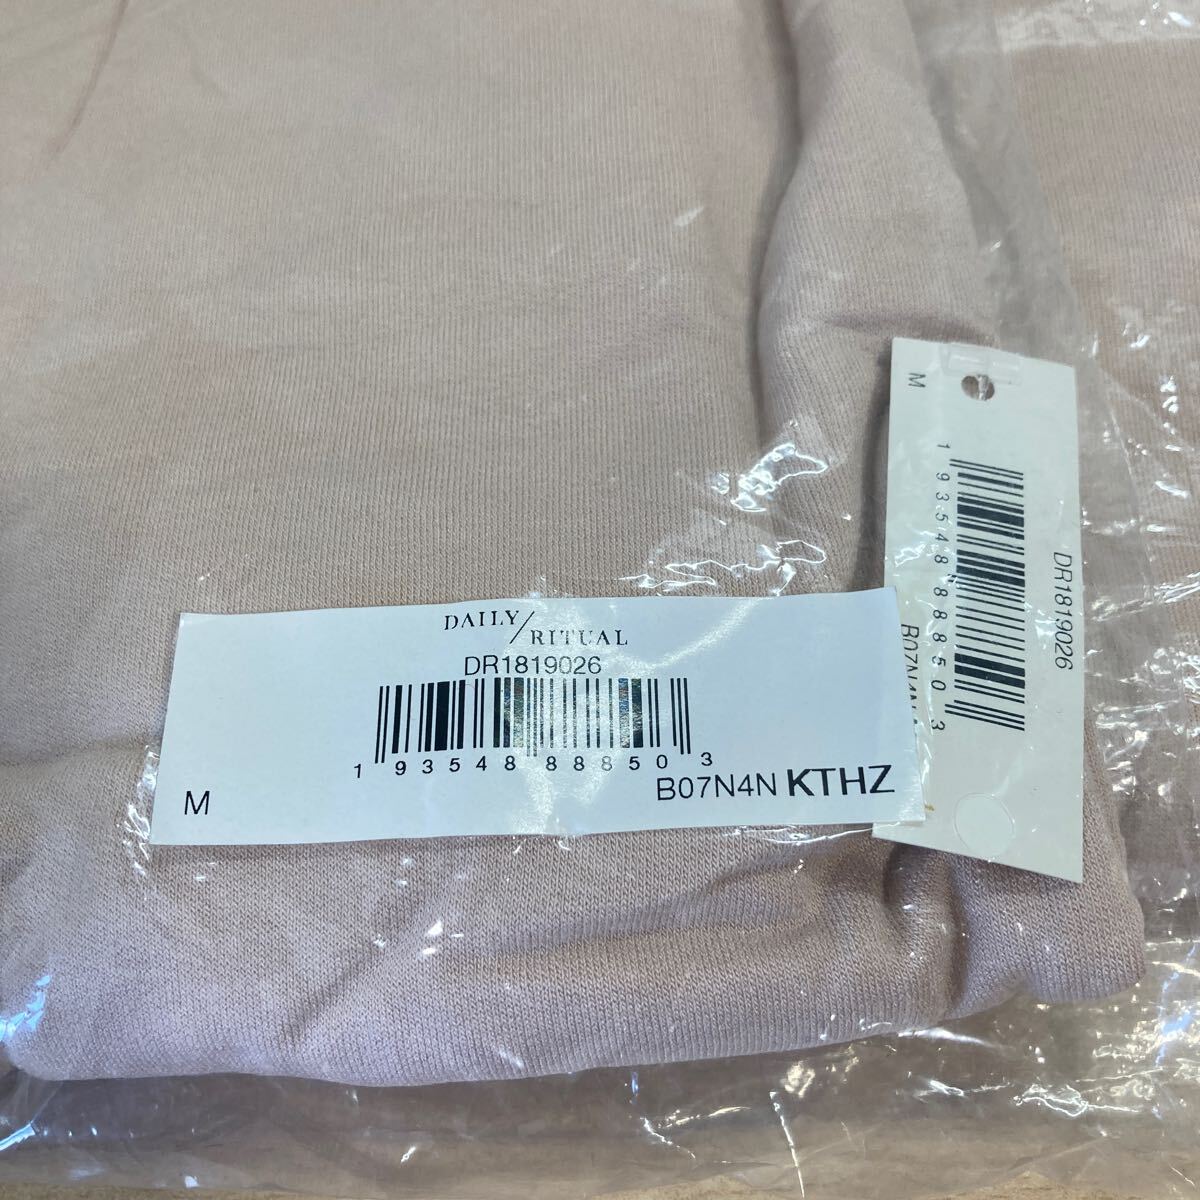 DAILY/
RITUAL
DR1819026
1 93548 88850 3
M
B07N4N KTHZ
M
1 93548 88850 3
DR1819026